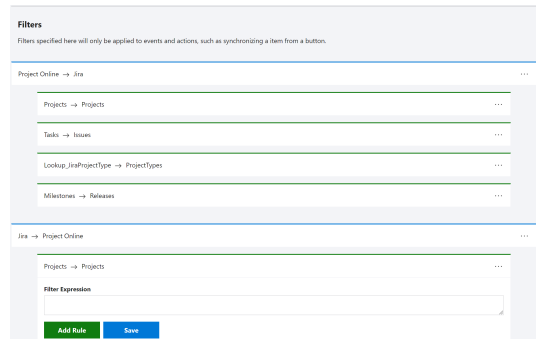 Filters
Filters specified here will only be applied to events and actions, such as synchronizing a item from a button.
Project Online → Jira
Projects → Projects
Tasks → Issues
Lookup_JiraProjectType → ProjectTypes
Milestones → Releases
Jira → Project Online
Projects → Projects
Filter Expression
Add Rule Save